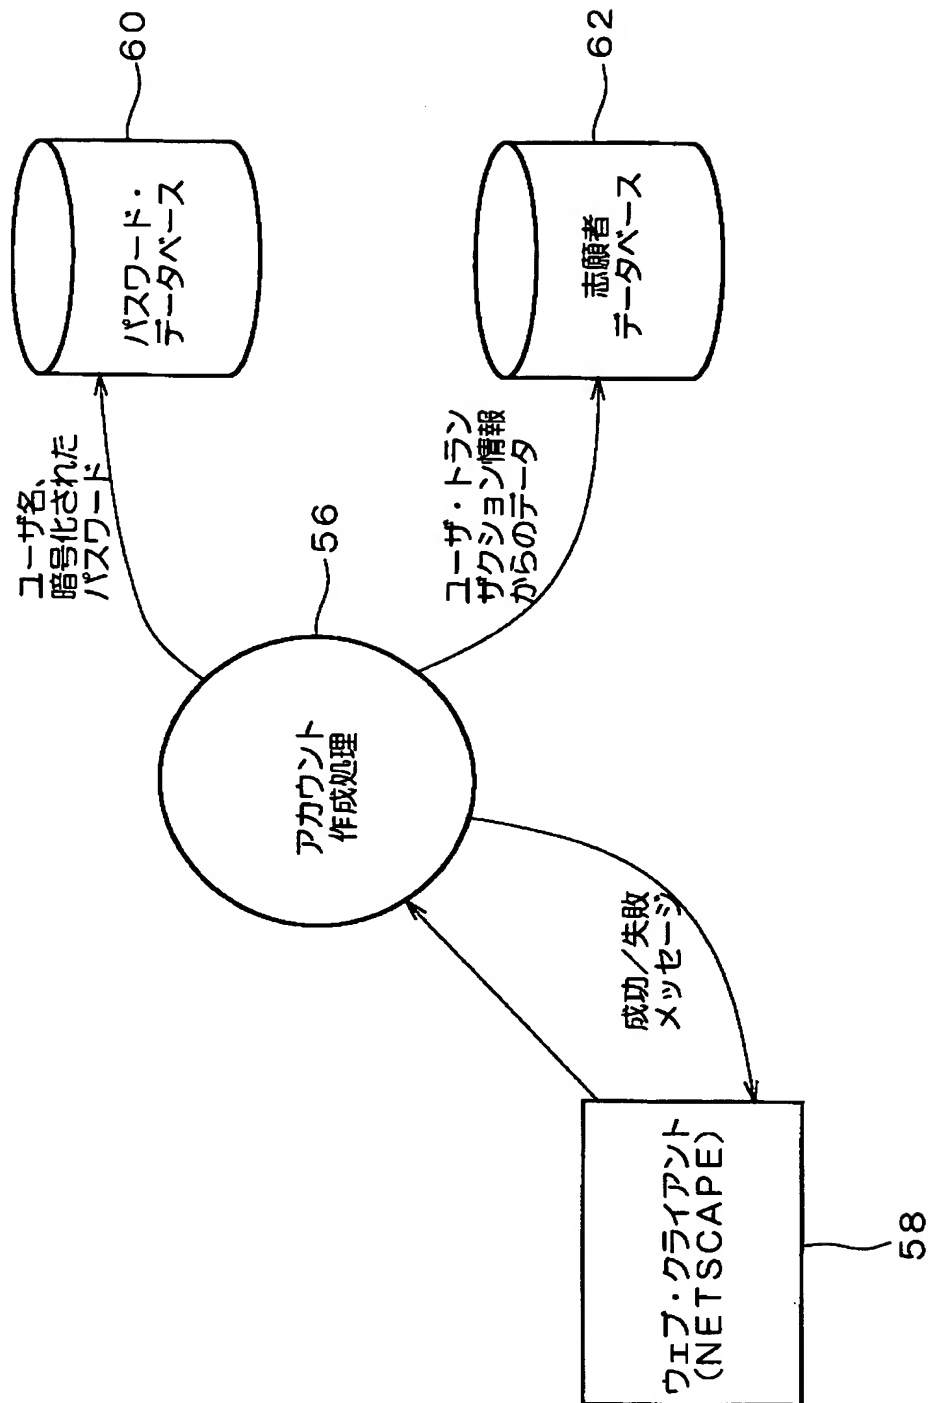 ウェブ・クライアント
(NETSCAPE)
58
成功／失敗
メッセージ
アカウント
作成処理
56
ユーザ名、
暗号化された
パスワード
パスワード・
データベース
60
ユーザ・トラン
ザクション情報
からのデータ
志願者
データベース
62